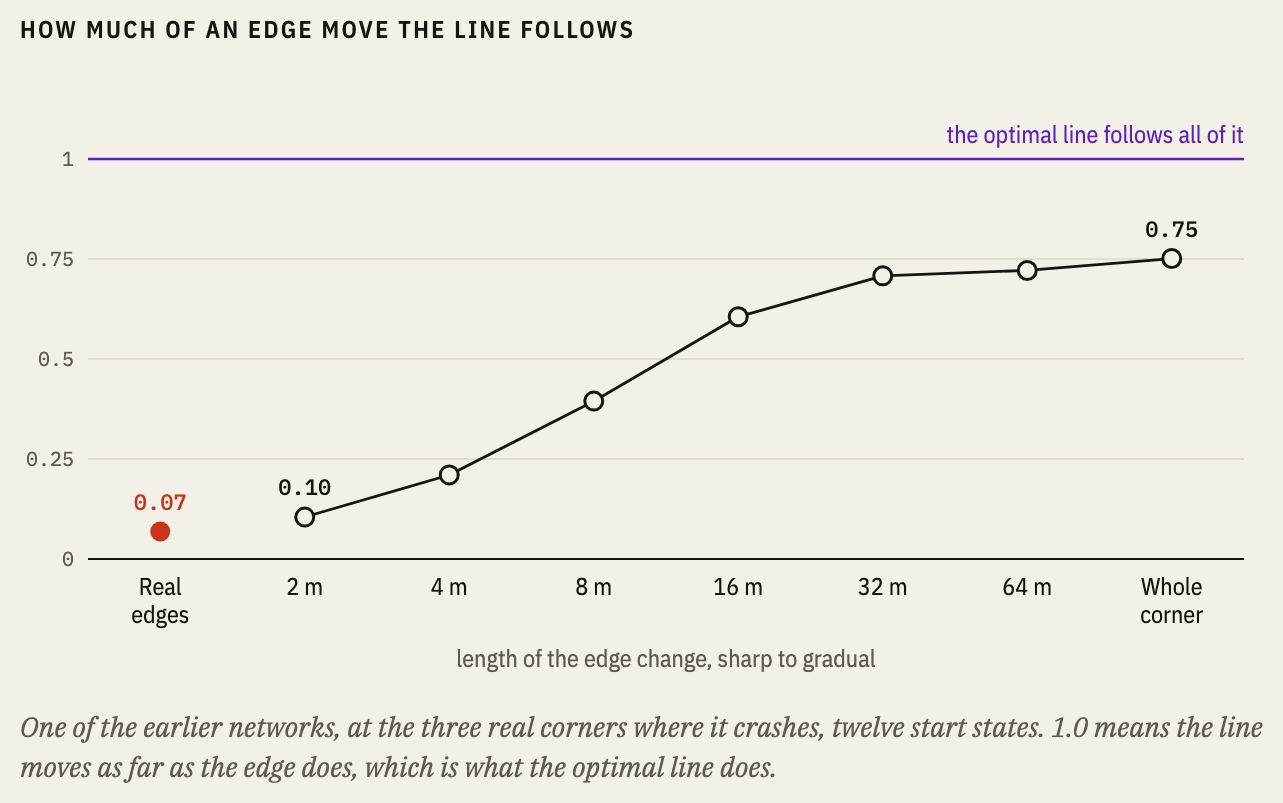 HOW MUCH OF AN EDGE MOVE THE LINE FOLLOWS
the optimal line follows all of it
1
0.75
0.75
0.5
0.25
0.10
0.07
0
Real edges
2 m
4 m
8 m
16 m
32 m
64 m
Whole corner
length of the edge change, sharp to gradual
One of the earlier networks, at the three real corners where it crashes, twelve start states. 1.0 means the line
moves as far as the edge does, which is what the optimal line does.